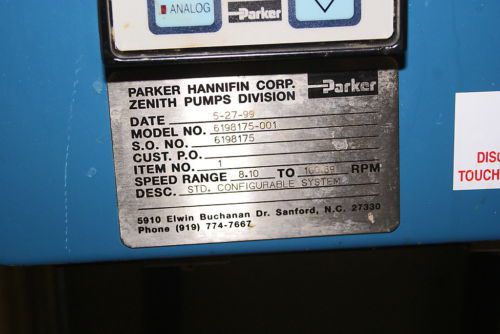 ANALOG
Parker
PARKER HANNIFIN CORP.
ZENITH PUMPS DIVISION
Parker
DATE 5-27-99
MODEL NO. 6198175-001
S.O. NO. 6198175
CUST. P.O.
ITEM NO. 1
SPEED RANGE 8.10 TO RPM
DESC. STD. CONFIGURABLE SYSTEM
5910 Elwin Buchanan Dr. Sanford, N.C. 27330
Phone (919) 774-7667